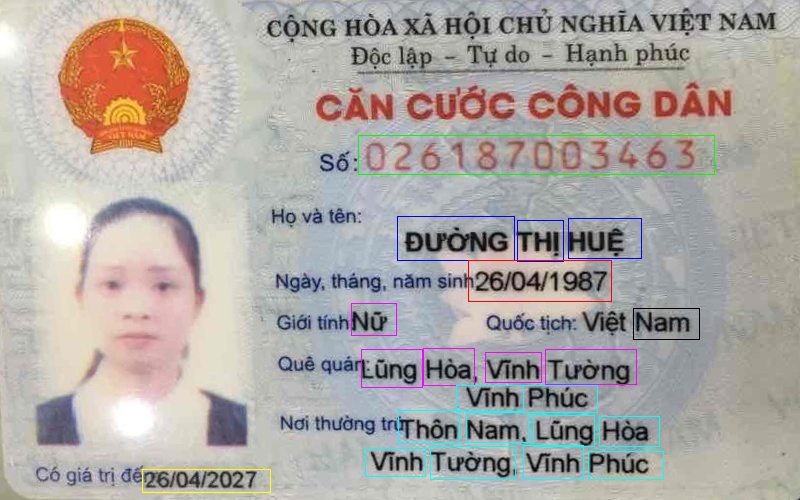 CỘNG HÒA XÃ HỘI CHỦ NGHĨA VIỆT NAM
Độc lập - Tự do - Hạnh phúc
CĂN CƯỚC CÔNG DÂN
Số: 026187003463
Họ và tên:
ĐƯỜNG THỊ HUỆ
Ngày, tháng, năm sinh 26/04/1987
Giới tính Nữ Quốc tịch: Việt Nam
Quê quán Lũng Hòa, Vĩnh Tường
Vĩnh Phúc
Nơi thường trú Thôn Nam, Lũng Hòa
Vĩnh Tường, Vĩnh Phúc
Có giá trị đế 26/04/2027